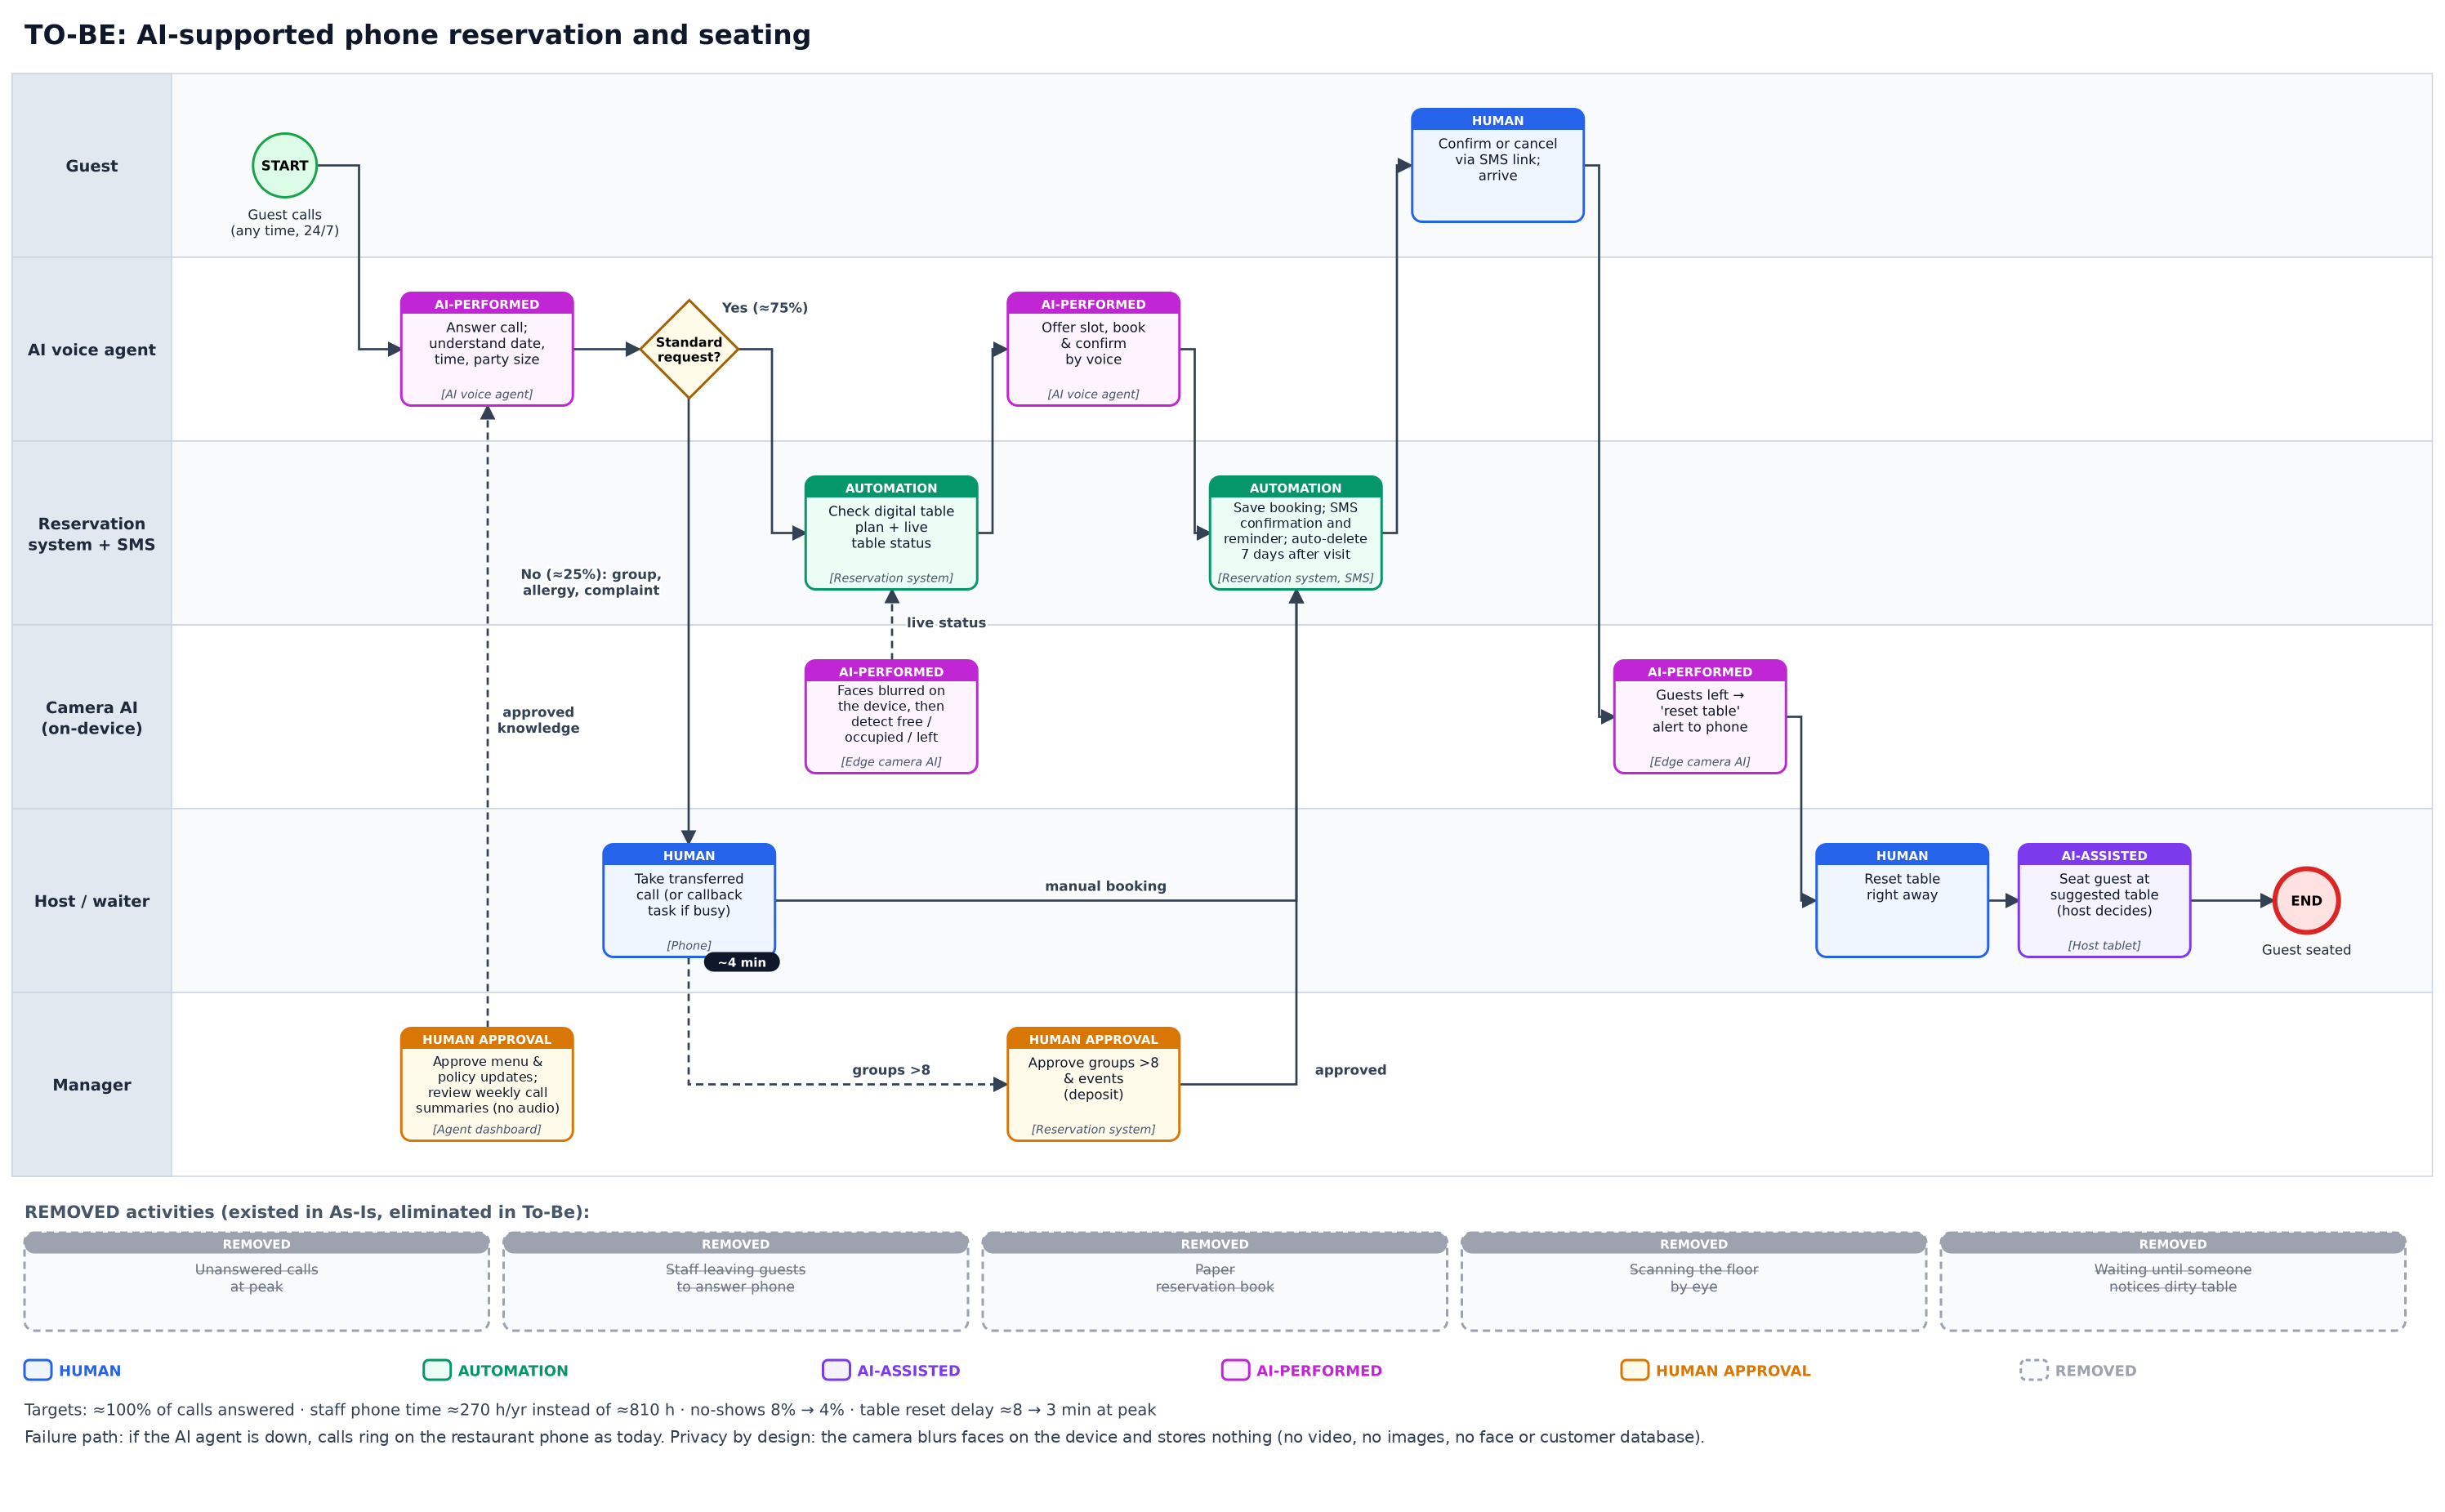 TO-BE: AI-supported phone reservation and seating
Guest
START
Guest calls
(any time, 24/7)
HUMAN
Confirm or cancel
via SMS link;
arrive
AI voice agent
AI-PERFORMED
Answer call;
understand date,
time, party size
[AI voice agent]
Standard
request?
Yes (≈75%)
AI-PERFORMED
Offer slot, book
& confirm
by voice
[AI voice agent]
Reservation
system + SMS
No (≈25%): group,
allergy, complaint
AUTOMATION
Check digital table
plan + live
table status
[Reservation system]
AUTOMATION
Save booking; SMS
confirmation and
reminder; auto-delete
7 days after visit
[Reservation system, SMS]
live status
Camera AI
(on-device)
approved
knowledge
AI-PERFORMED
Faces blurred on
the device, then
detect free /
occupied / left
[Edge camera AI]
AI-PERFORMED
Guests left →
'reset table'
alert to phone
[Edge camera AI]
Host / waiter
HUMAN
Take transferred
call (or callback
task if busy)
[Phone]
~4 min
manual booking
HUMAN
Reset table
right away
AI-ASSISTED
Seat guest at
suggested table
(host decides)
[Host tablet]
END
Guest seated
Manager
HUMAN APPROVAL
Approve menu &
policy updates;
review weekly call
summaries (no audio)
[Agent dashboard]
groups >8
HUMAN APPROVAL
Approve groups >8
& events
(deposit)
[Reservation system]
approved
REMOVED activities (existed in As-Is, eliminated in To-Be):
REMOVED
Unanswered calls
at peak
REMOVED
Staff leaving guests
to answer phone
REMOVED
Paper
reservation book
REMOVED
Scanning the floor
by eye
REMOVED
Waiting until someone
notices dirty table
HUMAN
AUTOMATION
AI-ASSISTED
AI-PERFORMED
HUMAN APPROVAL
REMOVED
Targets: ≈100% of calls answered · staff phone time ≈270 h/yr instead of ≈810 h · no-shows 8% → 4% · table reset delay ≈8 → 3 min at peak
Failure path: if the AI agent is down, calls ring on the restaurant phone as today. Privacy by design: the camera blurs faces on the device and stores nothing (no video, no images, no face or customer database).